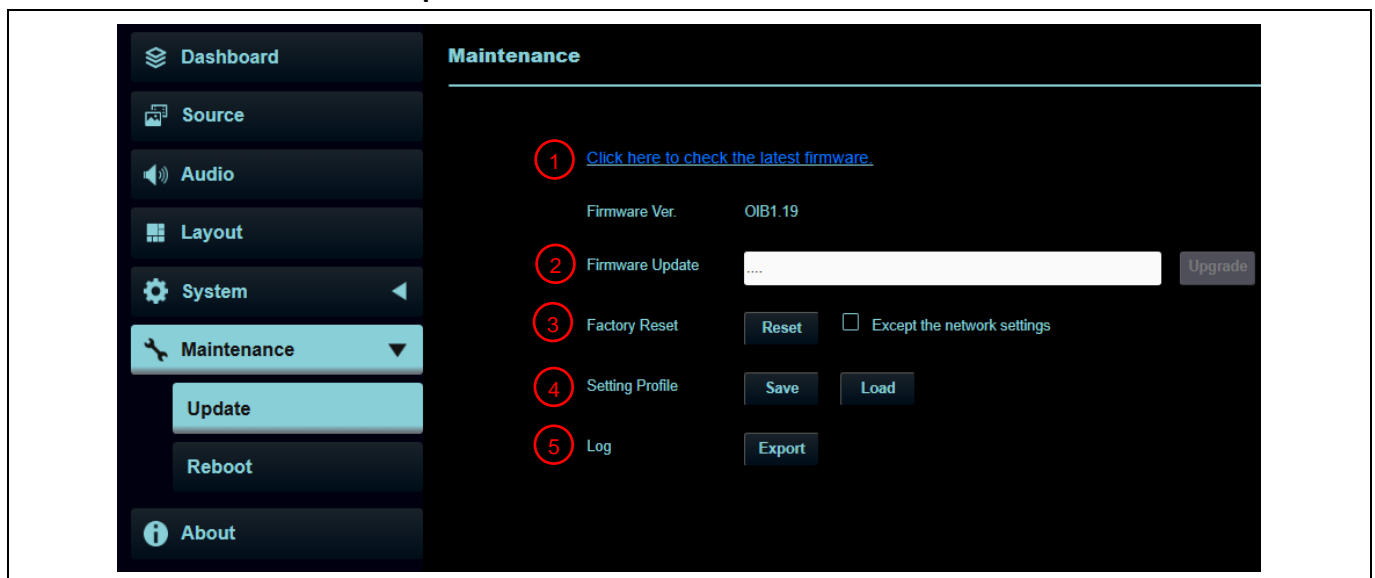 Dashboard
Source
Audio
Layout
System
Maintenance
Update
Reboot
About
Maintenance
1 Click here to check the latest firmware.
Firmware Ver. OIB1.19
2 Firmware Update .... Upgrade
3 Factory Reset Reset Except the network settings
4 Setting Profile Save Load
5 Log Export